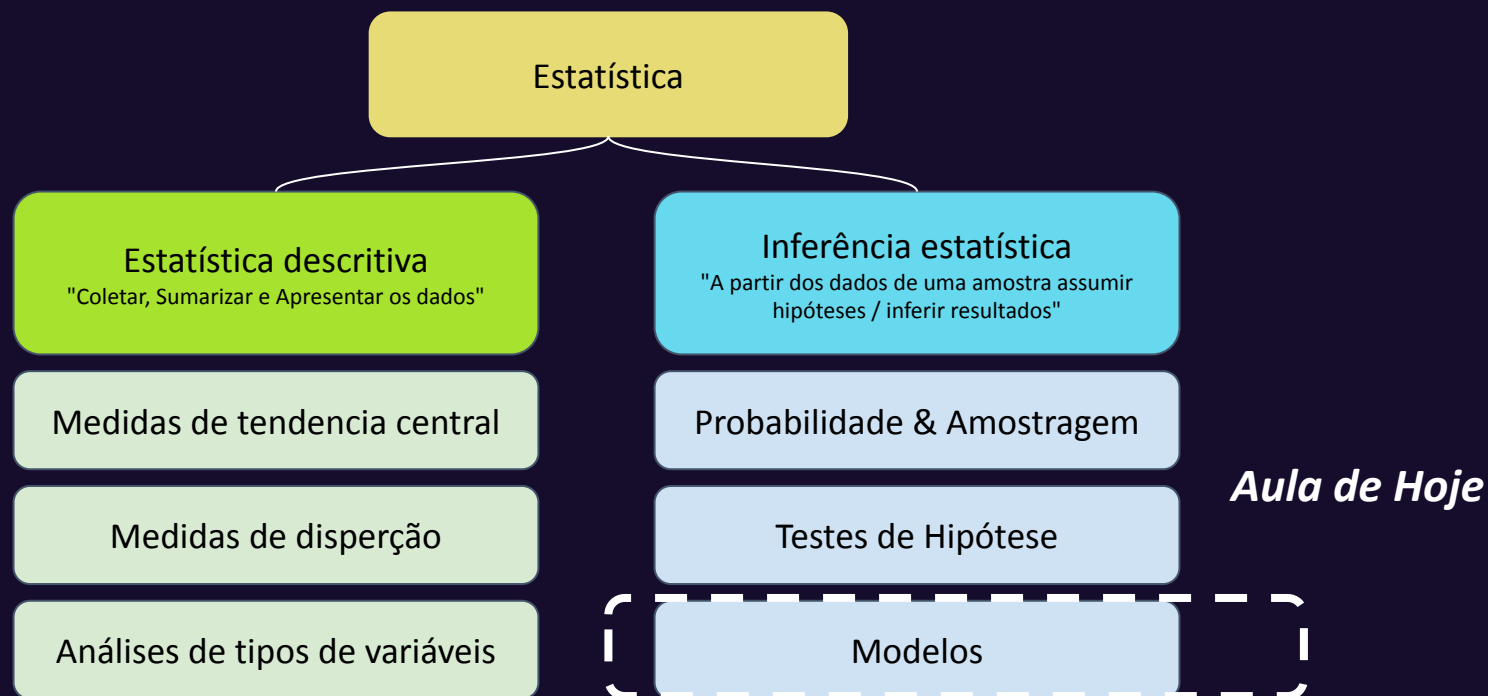 Estatística
Estatística descritiva
"Coletar, Sumarizar e Apresentar os dados"
Inferência estatística
"A partir dos dados de uma amostra assumir
hipóteses / inferir resultados"
Medidas de tendencia central
Probabilidade & Amostragem
Aula de Hoje
Medidas de disperção
Testes de Hipótese
Análises de tipos de variáveis
Modelos